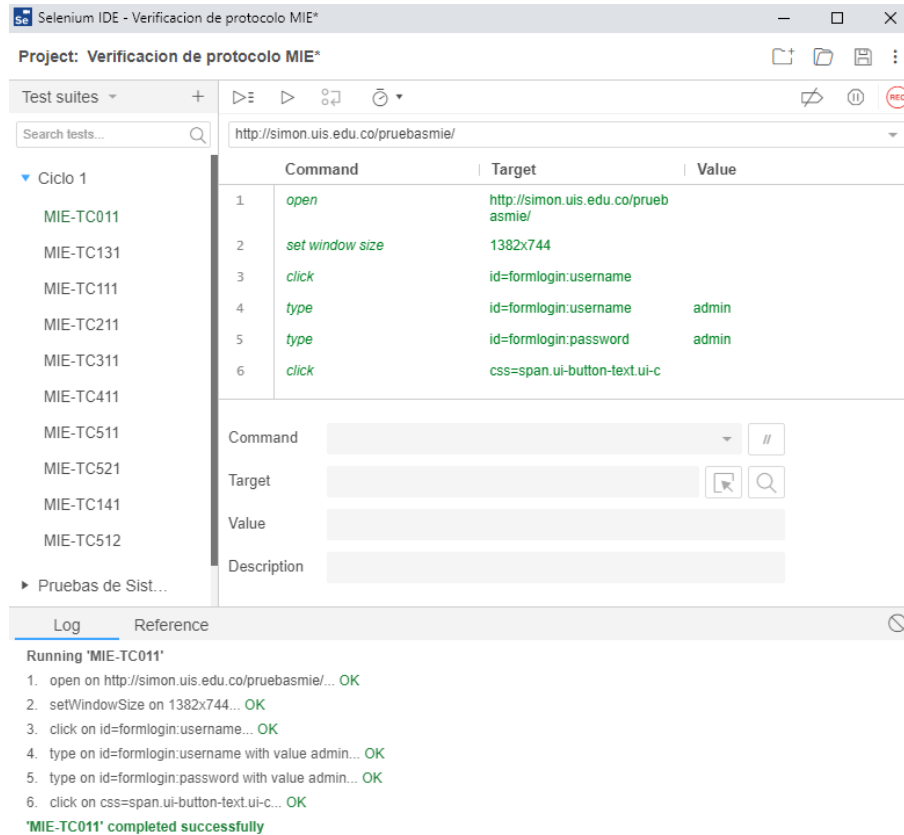 Se Selenium IDE - Verificacion de protocolo MIE*
Project: Verificacion de protocolo MIE*
Test suites
Search tests...
http://simon.uis.edu.co/pruebasmie/
REC
Ciclo 1
MIE-TC011
MIE-TC131
MIE-TC111
MIE-TC211
MIE-TC311
MIE-TC411
MIE-TC511
MIE-TC521
MIE-TC141
MIE-TC512
Pruebas de Sist...
Command Target Value
1 open http://simon.uis.edu.co/prueb
asmie/
2 set window size 1382x744
3 click id=formlogin:username
4 type id=formlogin:username admin
5 type id=formlogin:password admin
6 click css=span.ui-button-text.ui-c
Command //
Target
Value
Description
Log Reference
Running 'MIE-TC011'
1. open on http://simon.uis.edu.co/pruebasmie/... OK
2. setWindowSize on 1382x744... OK
3. click on id=formlogin:username... OK
4. type on id=formlogin:username with value admin... OK
5. type on id=formlogin:password with value admin... OK
6. click on css=span.ui-button-text.ui-c... OK
'MIE-TC011' completed successfully